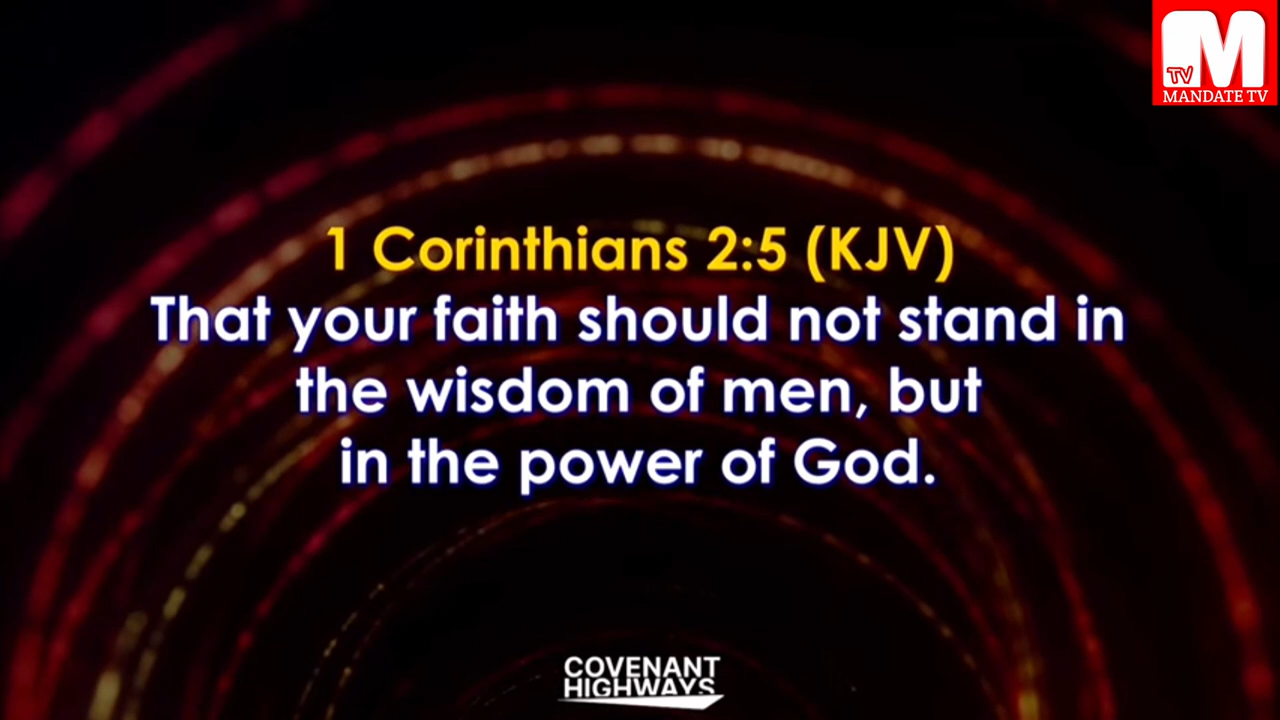 TV M
MANDATE TV
1 Corinthians 2:5 (KJV)
That your faith should not stand in
the wisdom of men, but
in the power of God.
COVENANT
HIGHWAYS